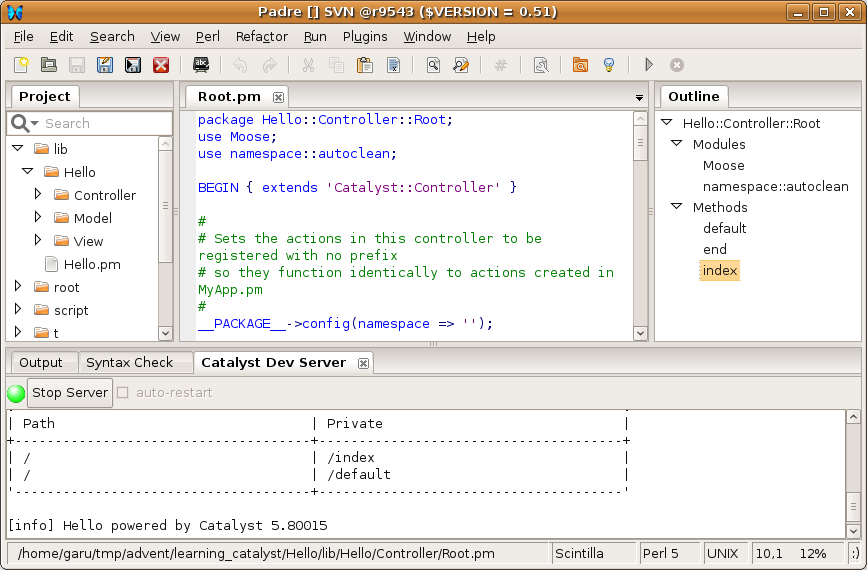 Padre [] SVN @r9543 ($VERSION = 0.51)
File Edit Search View Perl Refactor Run Plugins Window Help
abc
#
Project
Search
lib
Hello
Controller
Model
View
Hello.pm
root
script
t
Root.pm
package Hello::Controller::Root;
use Moose;
use namespace::autoclean;
BEGIN { extends 'Catalyst::Controller' }
#
# Sets the actions in this controller to be
registered with no prefix
# so they function identically to actions created in
MyApp.pm
#
__PACKAGE__->config(namespace => '');
Outline
Hello::Controller::Root
Modules
Moose
namespace::autoclean
Methods
default
end
index
Output Syntax Check Catalyst Dev Server
Stop Server auto-restart
| Path | Private |
+-------------------------------------+--------------------------------------+
| / | /index |
| / | /default |
'-------------------------------------+--------------------------------------'
[info] Hello powered by Catalyst 5.80015
/home/garu/tmp/advent/learning_catalyst/Hello/lib/Hello/Controller/Root.pm Scintilla Perl 5 UNIX 10,1 12% :)